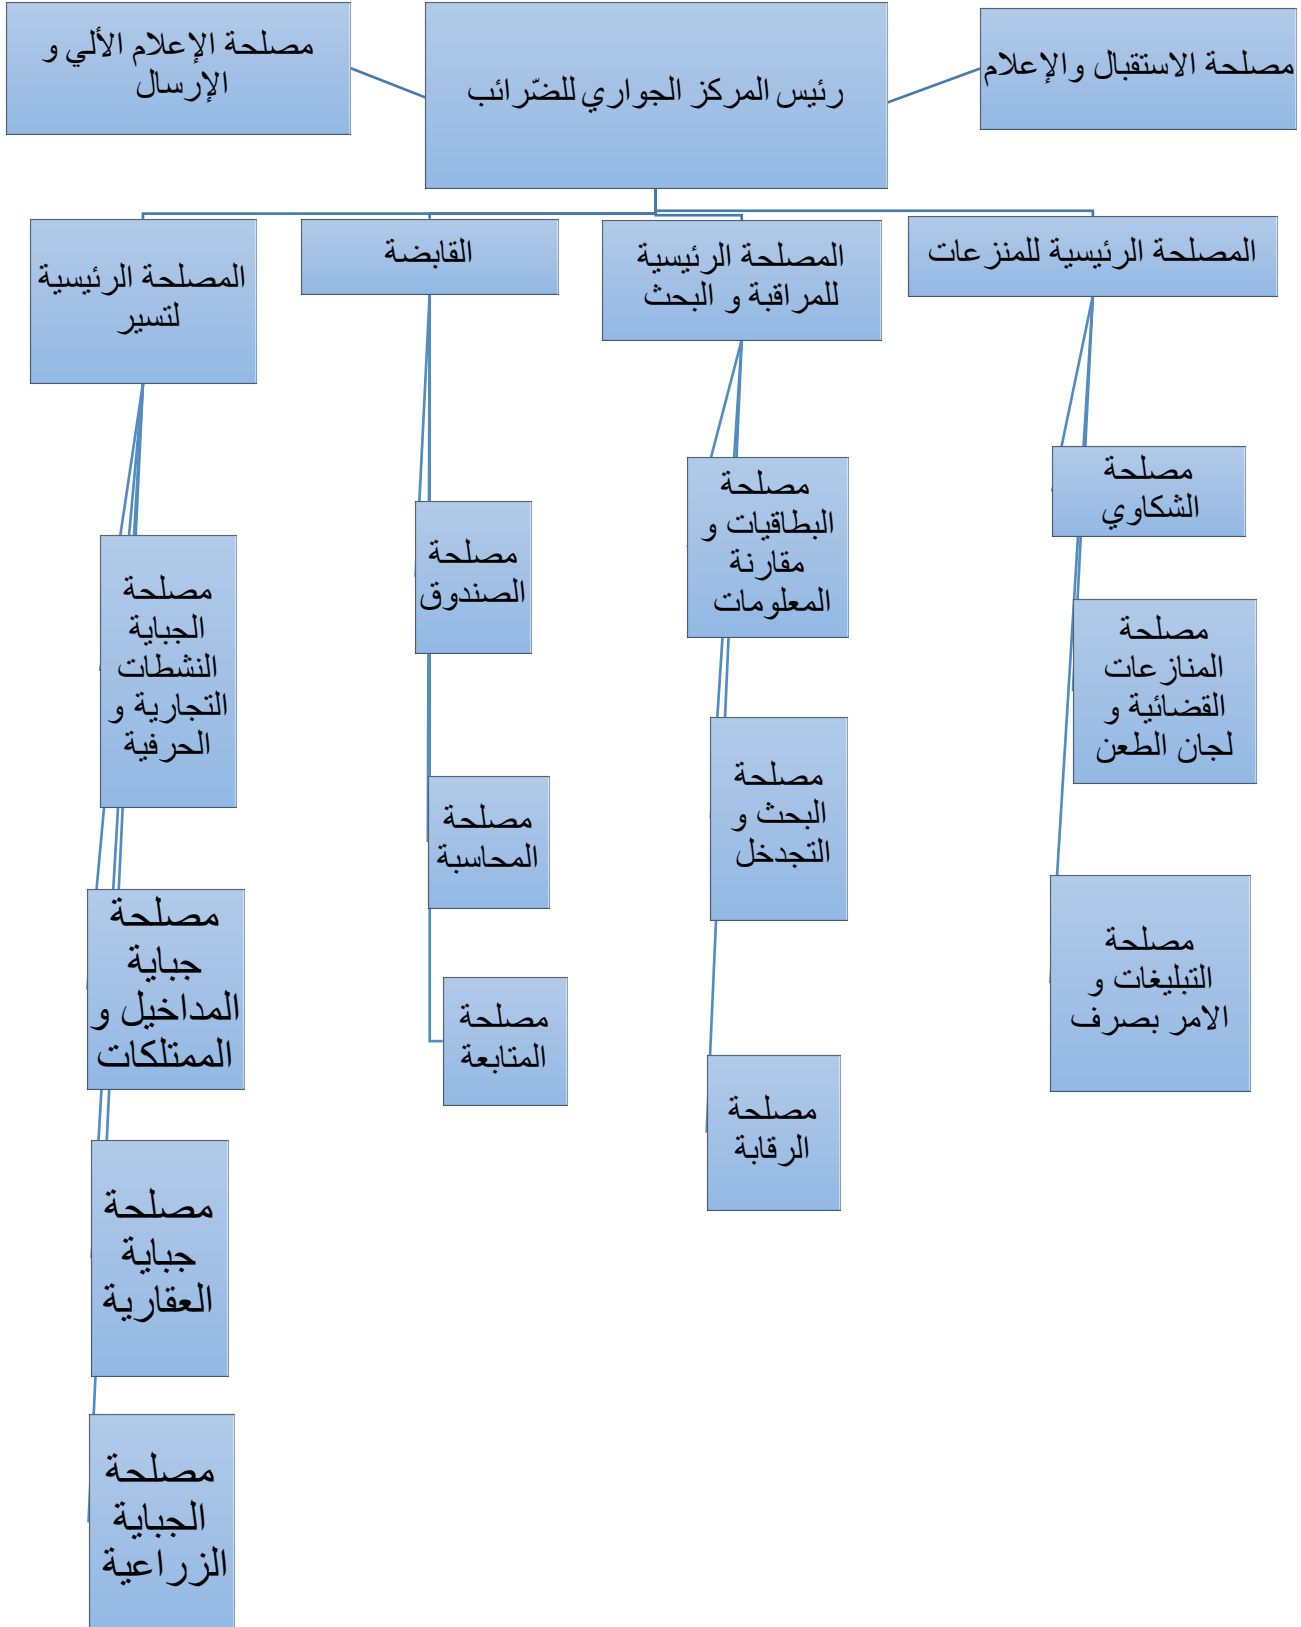 مصلحة الاستقبال والإعلام
رئيس المركز الجواري للضّرائب
مصلحة الإعلام الألي و
الإرسال
المصلحة الرئيسية للمنزعات
المصلحة الرئيسية
للمراقبة و البحث
القابضة
المصلحة الرئيسية
لتسير
مصلحة
الشكاوي
مصلحة
المنازعات
القضائية و
لجان الطعن
مصلحة
التبليغات و
الامر بصرف
مصلحة
البطاقيات و
مقارنة
المعلومات
مصلحة
البحث و
التجدخل
مصلحة
الرقابة
مصلحة
الصندوق
مصلحة
المحاسبة
مصلحة
المتابعة
مصلحة
الجباية
النشطات
التجارية و
الحرفية
مصلحة
جباية
المداخيل و
الممتلكات
مصلحة
جباية
العقارية
مصلحة
الجباية
الزراعية